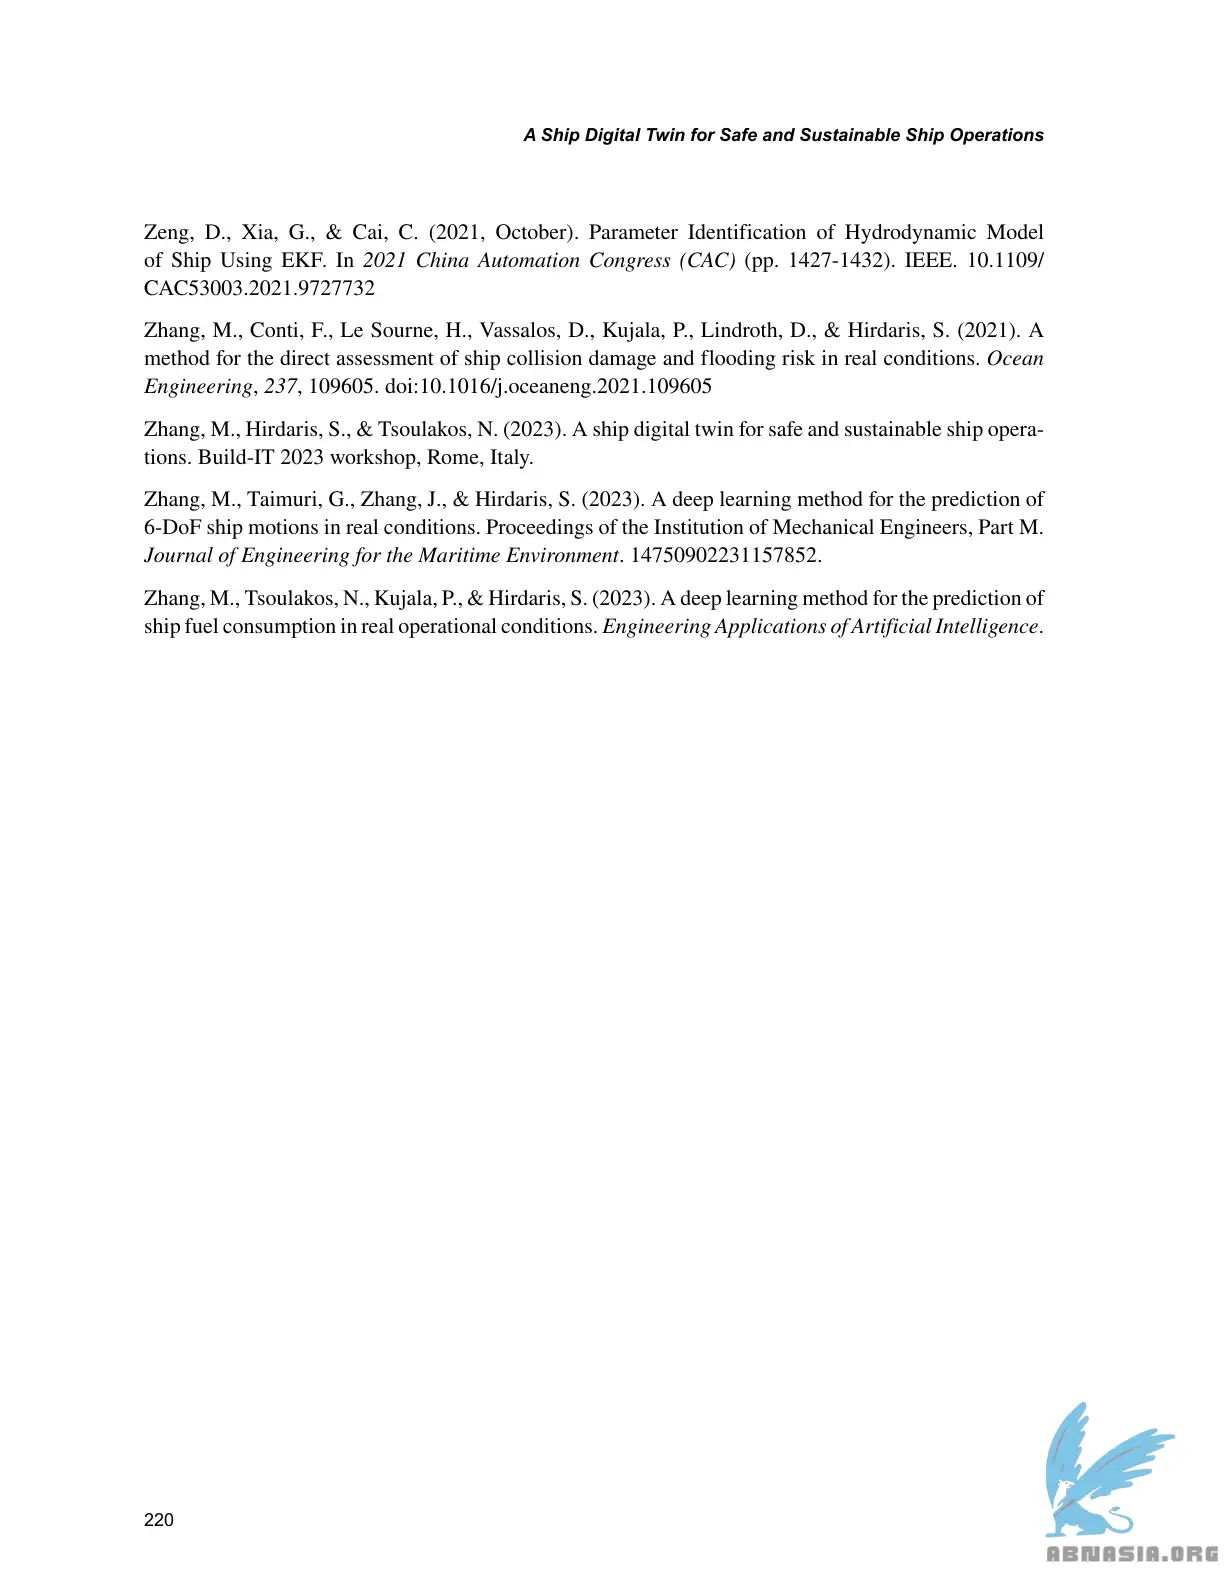 A Ship Digital Twin for Safe and Sustainable Ship Operations
Zeng, D., Xia, G., & Cai, C. (2021, October). Parameter Identification of Hydrodynamic Model
of Ship Using EKF. In 2021 China Automation Congress (CAC) (pp. 1427-1432). IEEE. 10.1109/
CAC53003.2021.9727732
Zhang, M., Conti, F., Le Sourne, H., Vassalos, D., Kujala, P., Lindroth, D., & Hirdaris, S. (2021). A
method for the direct assessment of ship collision damage and flooding risk in real conditions. Ocean
Engineering, 237, 109605. doi:10.1016/j.oceaneng.2021.109605
Zhang, M., Hirdaris, S., & Tsoulakos, N. (2023). A ship digital twin for safe and sustainable ship opera-
tions. Build-IT 2023 workshop, Rome, Italy.
Zhang, M., Taimuri, G., Zhang, J., & Hirdaris, S. (2023). A deep learning method for the prediction of
6-DoF ship motions in real conditions. Proceedings of the Institution of Mechanical Engineers, Part M.
Journal of Engineering for the Maritime Environment. 14750902231157852.
Zhang, M., Tsoulakos, N., Kujala, P., & Hirdaris, S. (2023). A deep learning method for the prediction of
ship fuel consumption in real operational conditions. Engineering Applications of Artificial Intelligence.
220
ABNASIA.ORG